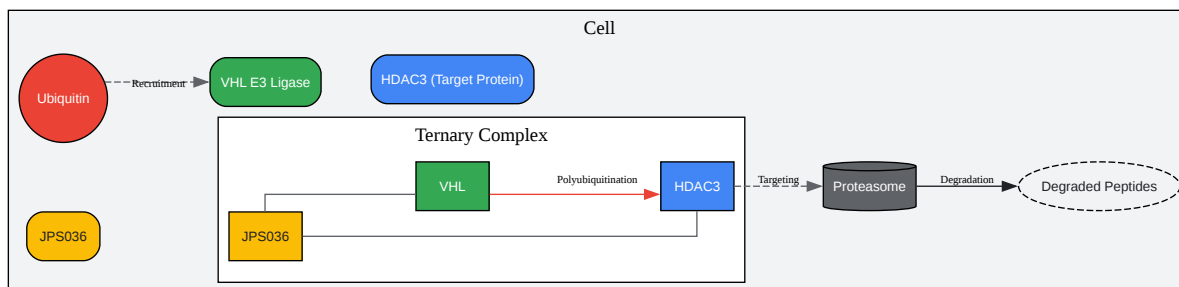 Cell
Ubiquitin
Recruitment
VHL E3 Ligase
HDAC3 (Target Protein)
Ternary Complex
VHL
Polyubiquitination
HDAC3
Targeting
Proteasome
Degradation
Degraded Peptides
JPS036
JPS036